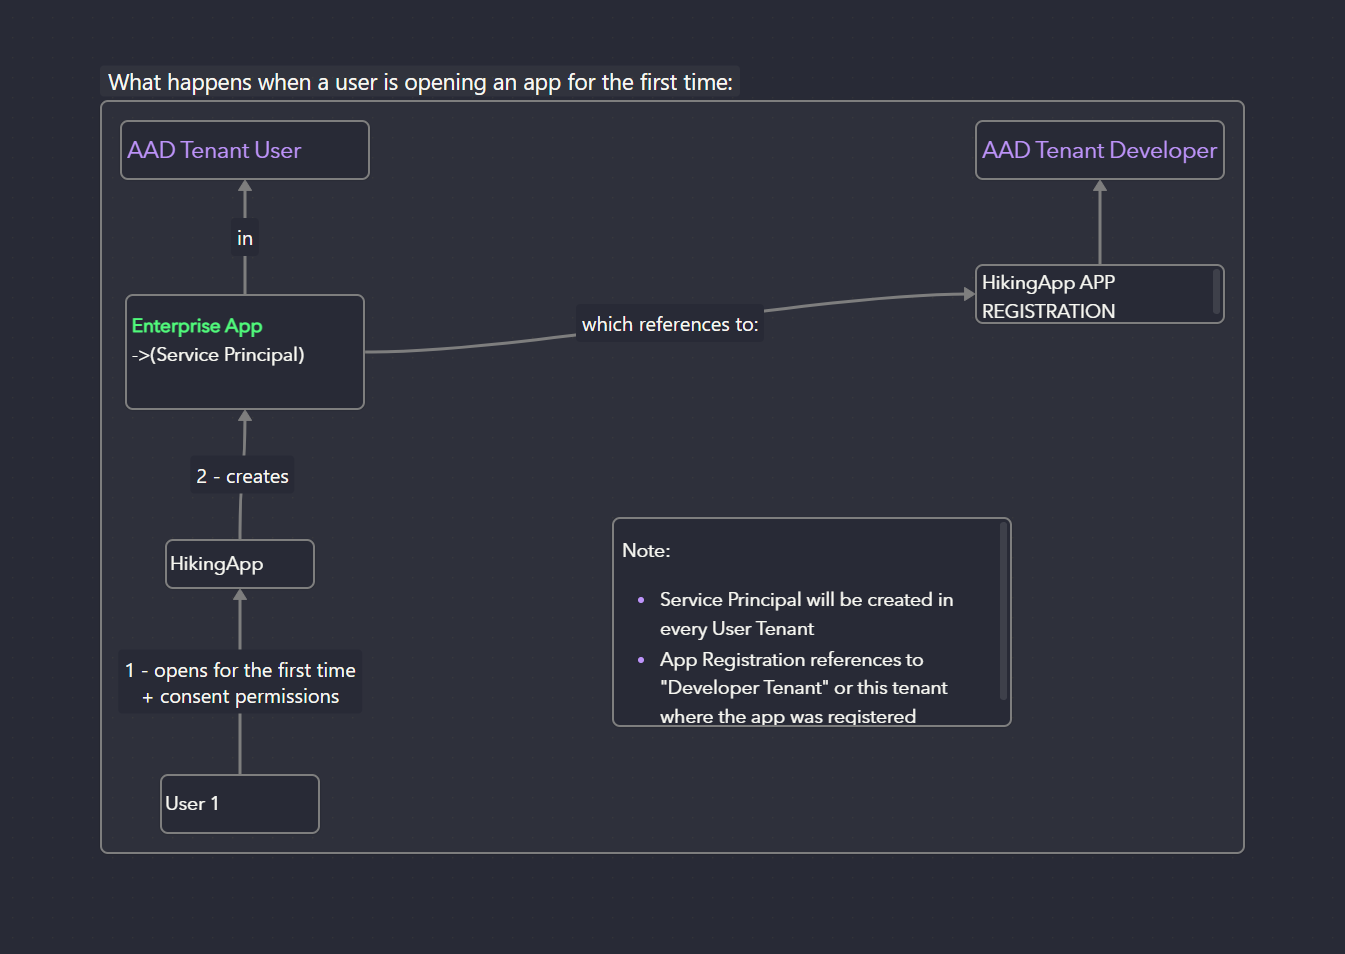 What happens when a user is opening an app for the first time:
AAD Tenant User
AAD Tenant Developer
in
HikingApp APP
REGISTRATION
Enterprise App
->(Service Principal)
which references to:
2 - creates
HikingApp
Note:
Service Principal will be created in
every User Tenant
App Registration references to
"Developer Tenant" or this tenant
where the app was registered
1 - opens for the first time
+ consent permissions
User 1